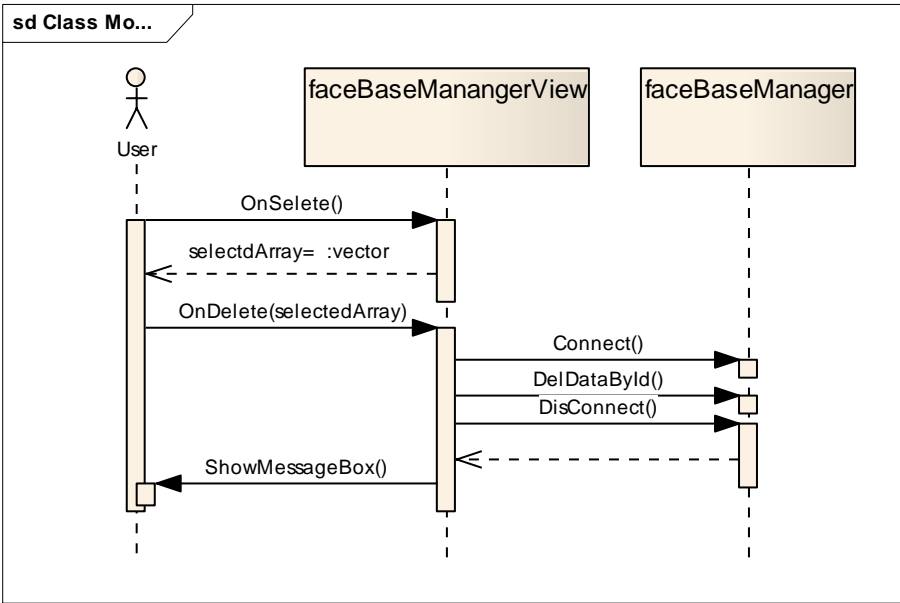 sd Class Mo...
User
faceBaseManangerView
faceBaseManager
OnSelete()
selectdArray= :vector
OnDelete(selectedArray)
Connect()
DelDataById()
DisConnect()
ShowMessageBox()